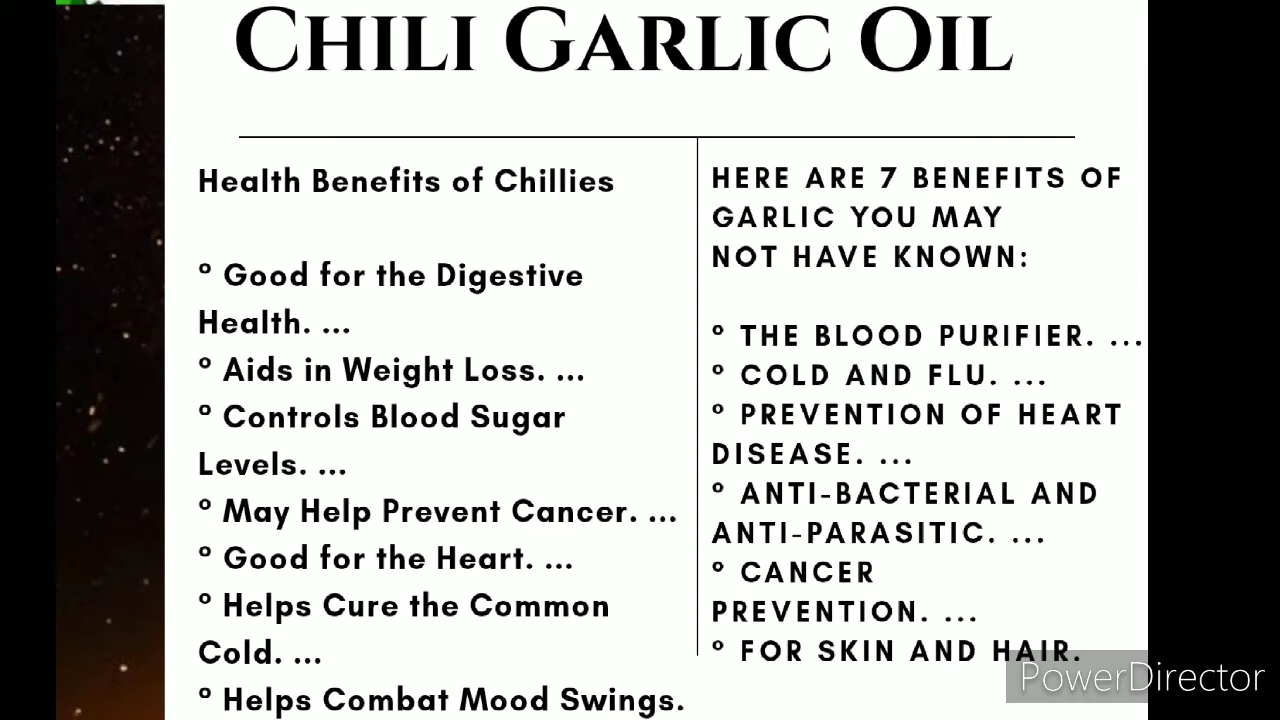 CHILI GARLIC OIL
Health Benefits of Chillies
° Good for the Digestive
Health. ...
° Aids in Weight Loss. ...
° Controls Blood Sugar
Levels. ...
° May Help Prevent Cancer. ...
° Good for the Heart. ...
° Helps Cure the Common
Cold. ...
° Helps Combat Mood Swings.
HERE ARE 7 BENEFITS OF
GARLIC YOU MAY
NOT HAVE KNOWN:
° THE BLOOD PURIFIER. ...
° COLD AND FLU. ...
° PREVENTION OF HEART
DISEASE. ...
° ANTI-BACTERIAL AND
ANTI-PARASITIC. ...
° CANCER
PREVENTION. ...
° FOR SKIN AND HAIR.
PowerDirector